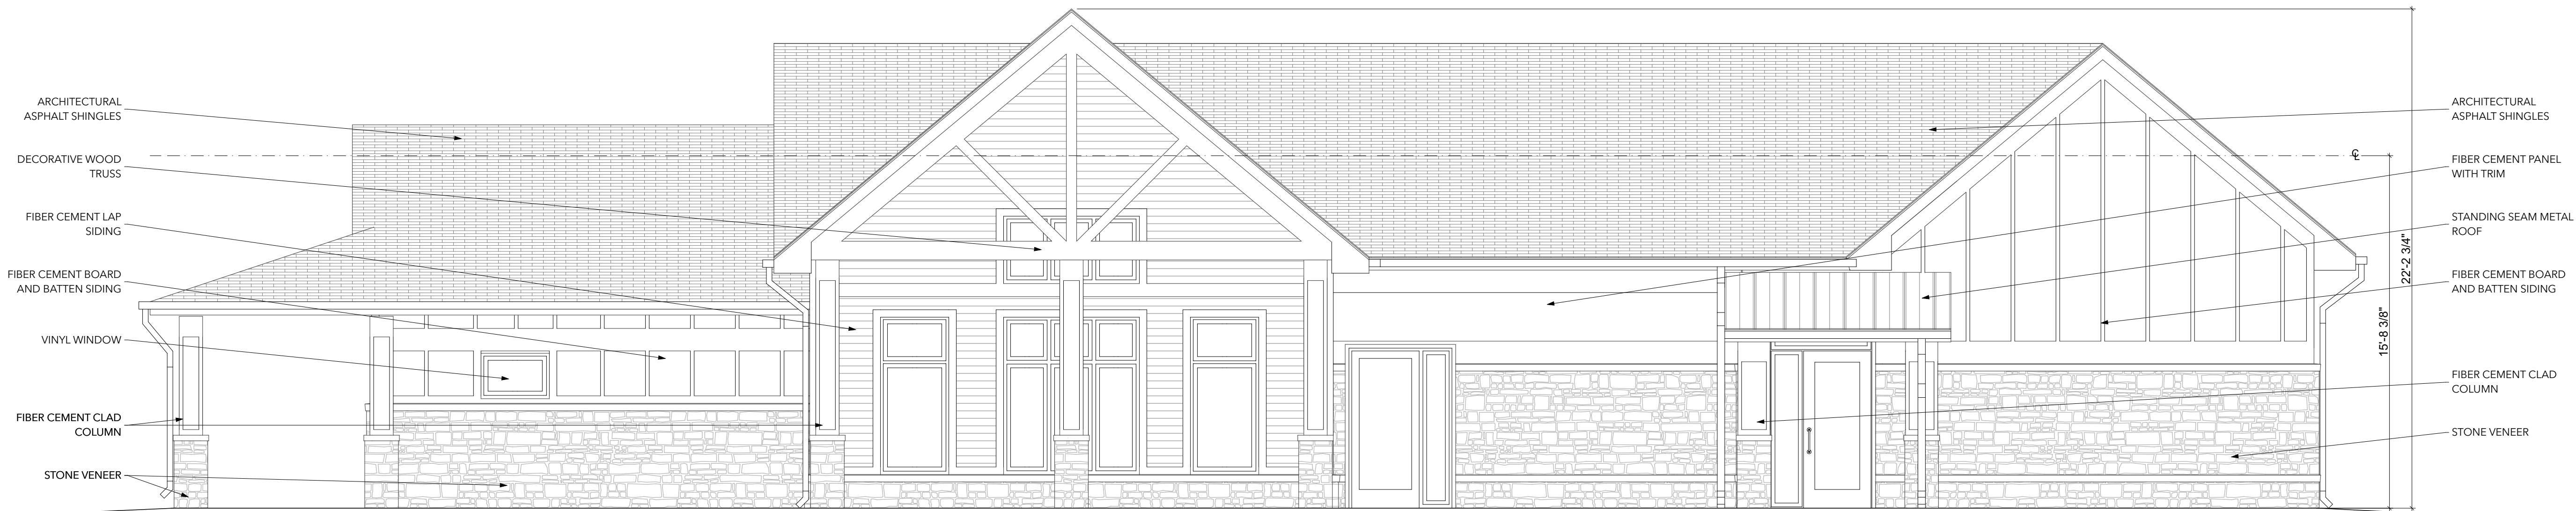 ARCHITECTURAL
ASPHALT SHINGLES
DECORATIVE WOOD
TRUSS
FIBER CEMENT LAP
SIDING
FIBER CEMENT BOARD
AND BATTEN SIDING
VINYL WINDOW
FIBER CEMENT CLAD
COLUMN
STONE VENEER
ARCHITECTURAL
ASPHALT SHINGLES
FIBER CEMENT PANEL
WITH TRIM
STANDING SEAM METAL
ROOF
FIBER CEMENT BOARD
AND BATTEN SIDING
FIBER CEMENT CLAD
COLUMN
STONE VENEER
℄
15'-8 3/8"
22'-2 3/4"